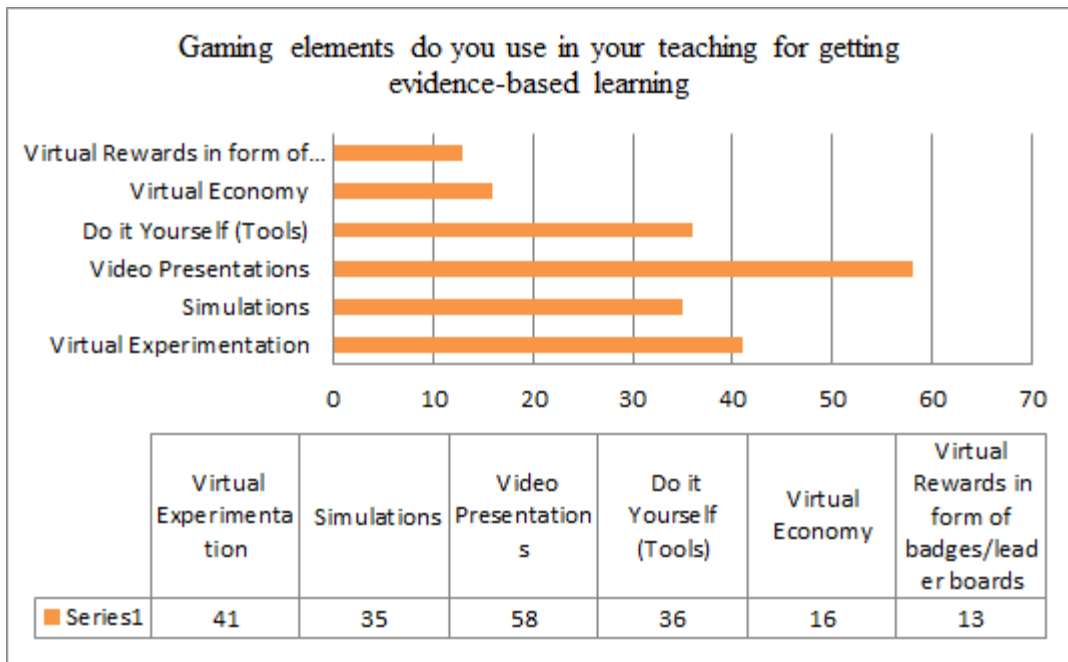 Gaming elements do you use in your teaching for getting
evidence-based learning
Virtual Rewards in form of...
Virtual Economy
Do it Yourself (Tools)
Video Presentations
Simulations
Virtual Experimentation
0 10 20 30 40 50 60 70
Virtual
Experimenta
tion
Simulations
Video
Presentation
s
Do it
Yourself
(Tools)
Virtual
Economy
Virtual
Rewards in
form of
badges/lead
er boards
Series1 41 35 58 36 16 13